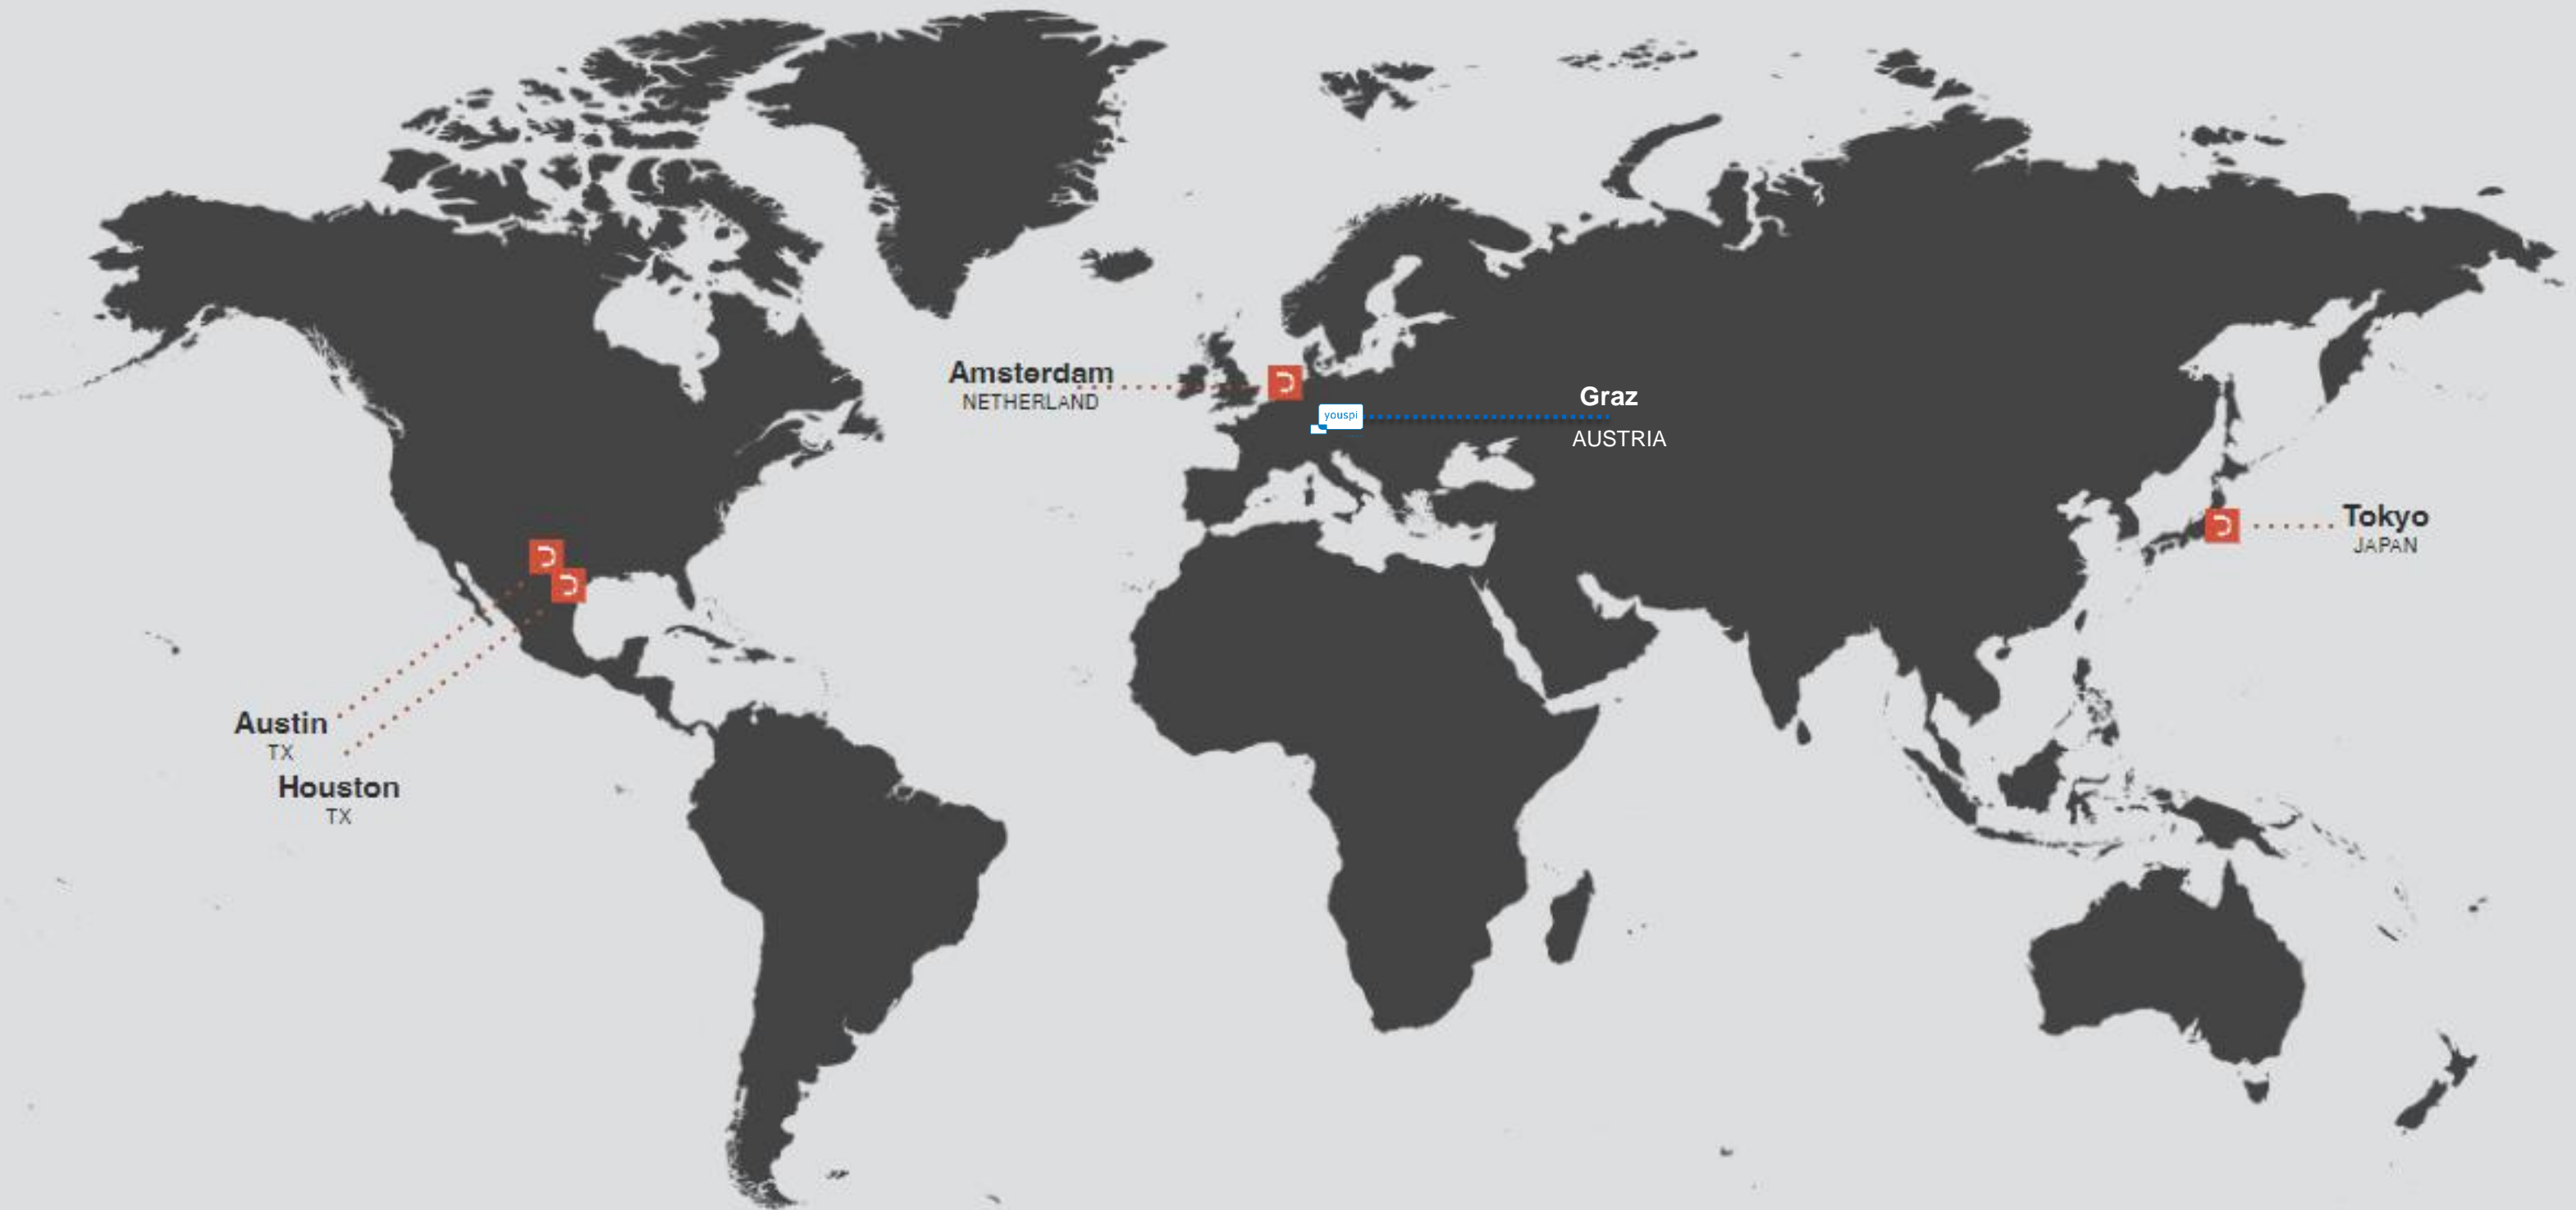 Amsterdam
NETHERLAND
youspi
Graz
AUSTRIA
Tokyo
JAPAN
Austin
TX
Houston
TX